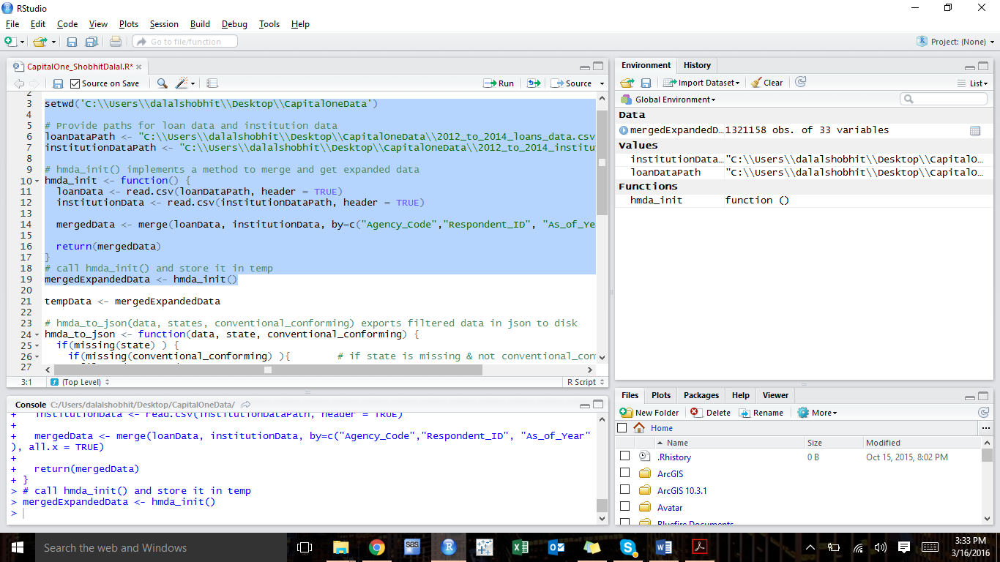 RStudio
File Edit Code View Plots Session Build Debug Tools Help
Go to file/function
Project: (None)
CapitalOne_ShobhitDalal.R*
Source on Save Run Source
2
3 setwd('C:\\Users\\dalalshobhit\\Desktop\\CapitalOneData')
4
5 # Provide paths for loan data and institution data
6 loanDataPath <- "C:\\Users\\dalalshobhit\\Desktop\\CapitalOneData\\2012_to_2014_loans_data.csv
7 institutionDataPath <- "C:\\Users\\dalalshobhit\\Desktop\\CapitalOneData\\2012_to_2014_institut
8
9 # hmda_init() implements a method to merge and get expanded data
10 hmda_init <- function() {
11 loanData <- read.csv(loanDataPath, header = TRUE)
12 institutionData <- read.csv(institutionDataPath, header = TRUE)
13
14 mergedData <- merge(loanData, institutionData, by=c("Agency_Code","Respondent_ID", "As_of_Yea
15
16 return(mergedData)
17 }
18 # call hmda_init() and store it in temp
19 mergedExpandedData <- hmda_init()
20
21 tempData <- mergedExpandedData
22
23 # hmda_to_json(data, states, conventional_conforming) exports filtered data in json to disk
24 hmda_to_json <- function(data, state, conventional_conforming) {
25 if(missing(state) ) {
26 if(missing(conventional_conforming) ){ # if state is missing & not conventional_con
27
3:1 (Top Level) R Script
Console C:/Users/dalalshobhit/Desktop/CapitalOneData/
+ institutionData <- read.csv(institutionDataPath, header = TRUE)
+
+ mergedData <- merge(loanData, institutionData, by=c("Agency_Code","Respondent_ID", "As_of_Year"
), all.x = TRUE)
+
+ return(mergedData)
+ }
> # call hmda_init() and store it in temp
> mergedExpandedData <- hmda_init()
>
Environment History
Import Dataset Clear List
Global Environment
Data
mergedExpandedD… 1321158 obs. of 33 variables
Values
institutionData… "C:\\Users\\dalalshobhit\\Desktop\\Capitalo…
loanDataPath "C:\\Users\\dalalshobhit\\Desktop\\Capitalo…
Functions
hmda_init function ()
Files Plots Packages Help Viewer
New Folder Delete Rename More
Home
Name Size Modified
.Rhistory 0 B Oct 15, 2015, 8:02 PM
ArcGIS
ArcGIS 10.3.1
Avatar
Bluefire Documents
Search the web and Windows
3:33 PM
3/16/2016